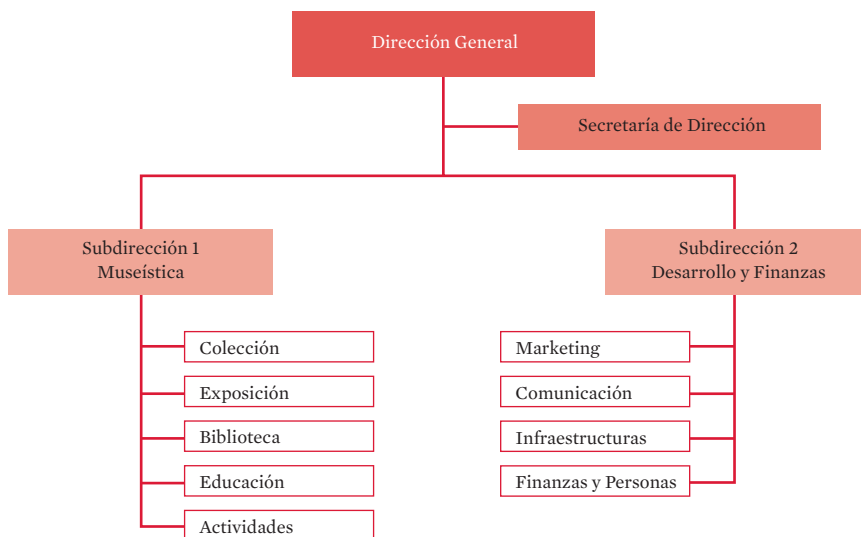 Dirección General
Secretaría de Dirección
Subdirección 1
Museística
Subdirección 2
Desarrollo y Finanzas
Colección
Exposición
Biblioteca
Educación
Actividades
Marketing
Comunicación
Infraestructuras
Finanzas y Personas